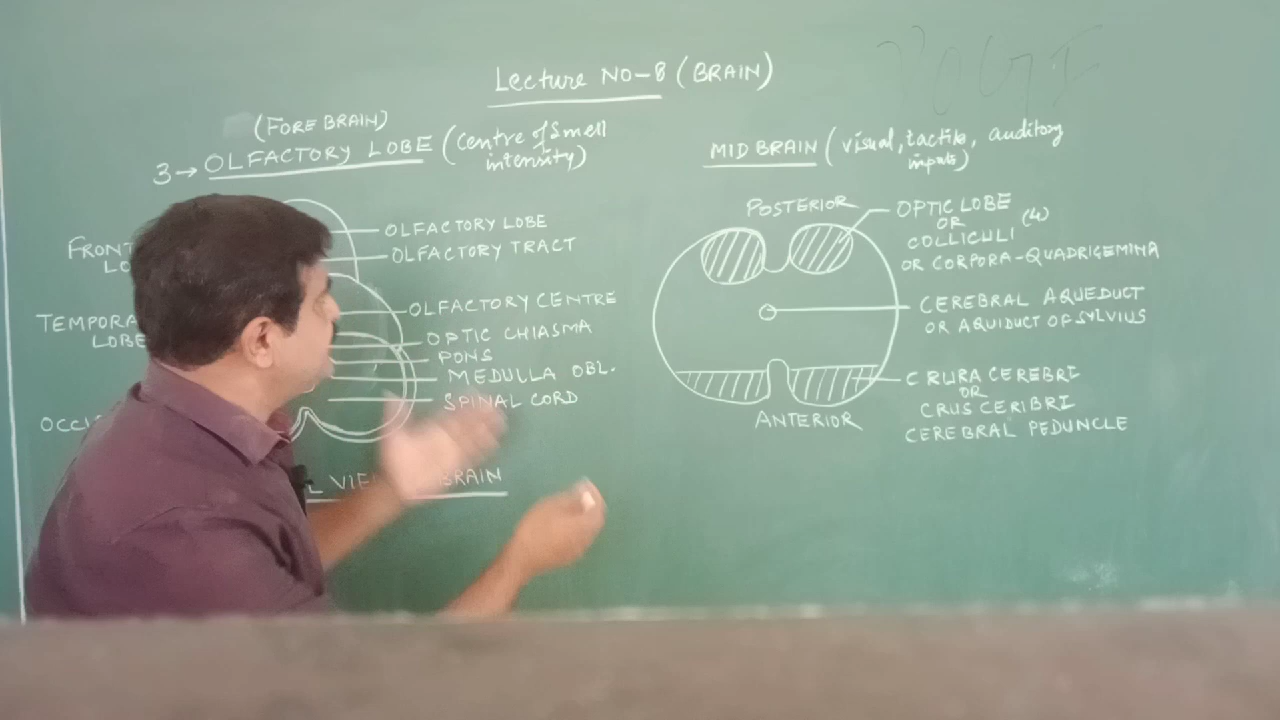 Lecture NO-8 (BRAIN)
(FORE BRAIN)
3→ OLFACTORY LOBE (Centre of Smell
intensity)
OLFACTORY LOBE
OLFACTORY TRACT
FRONT
LO
OLFACTORY CENTRE
TEMPORA
LOBE
OPTIC CHIASMA
PONS
MEDULLA OBL.
SPINAL CORD
OCCI
L VIE BRAIN
MID BRAIN (visual, tactile, auditory
inputs)
POSTERIOR
OPTIC LOBE
OR
COLLICULI (4)
OR CORPORA-QUADRIGEMINA
CEREBRAL AQUEDUCT
OR AQUIDUCT OF SYLVIUS
CRURA CEREBRI
OR
CRUS CERIBRI
CEREBRAL PEDUNCLE
ANTERIOR